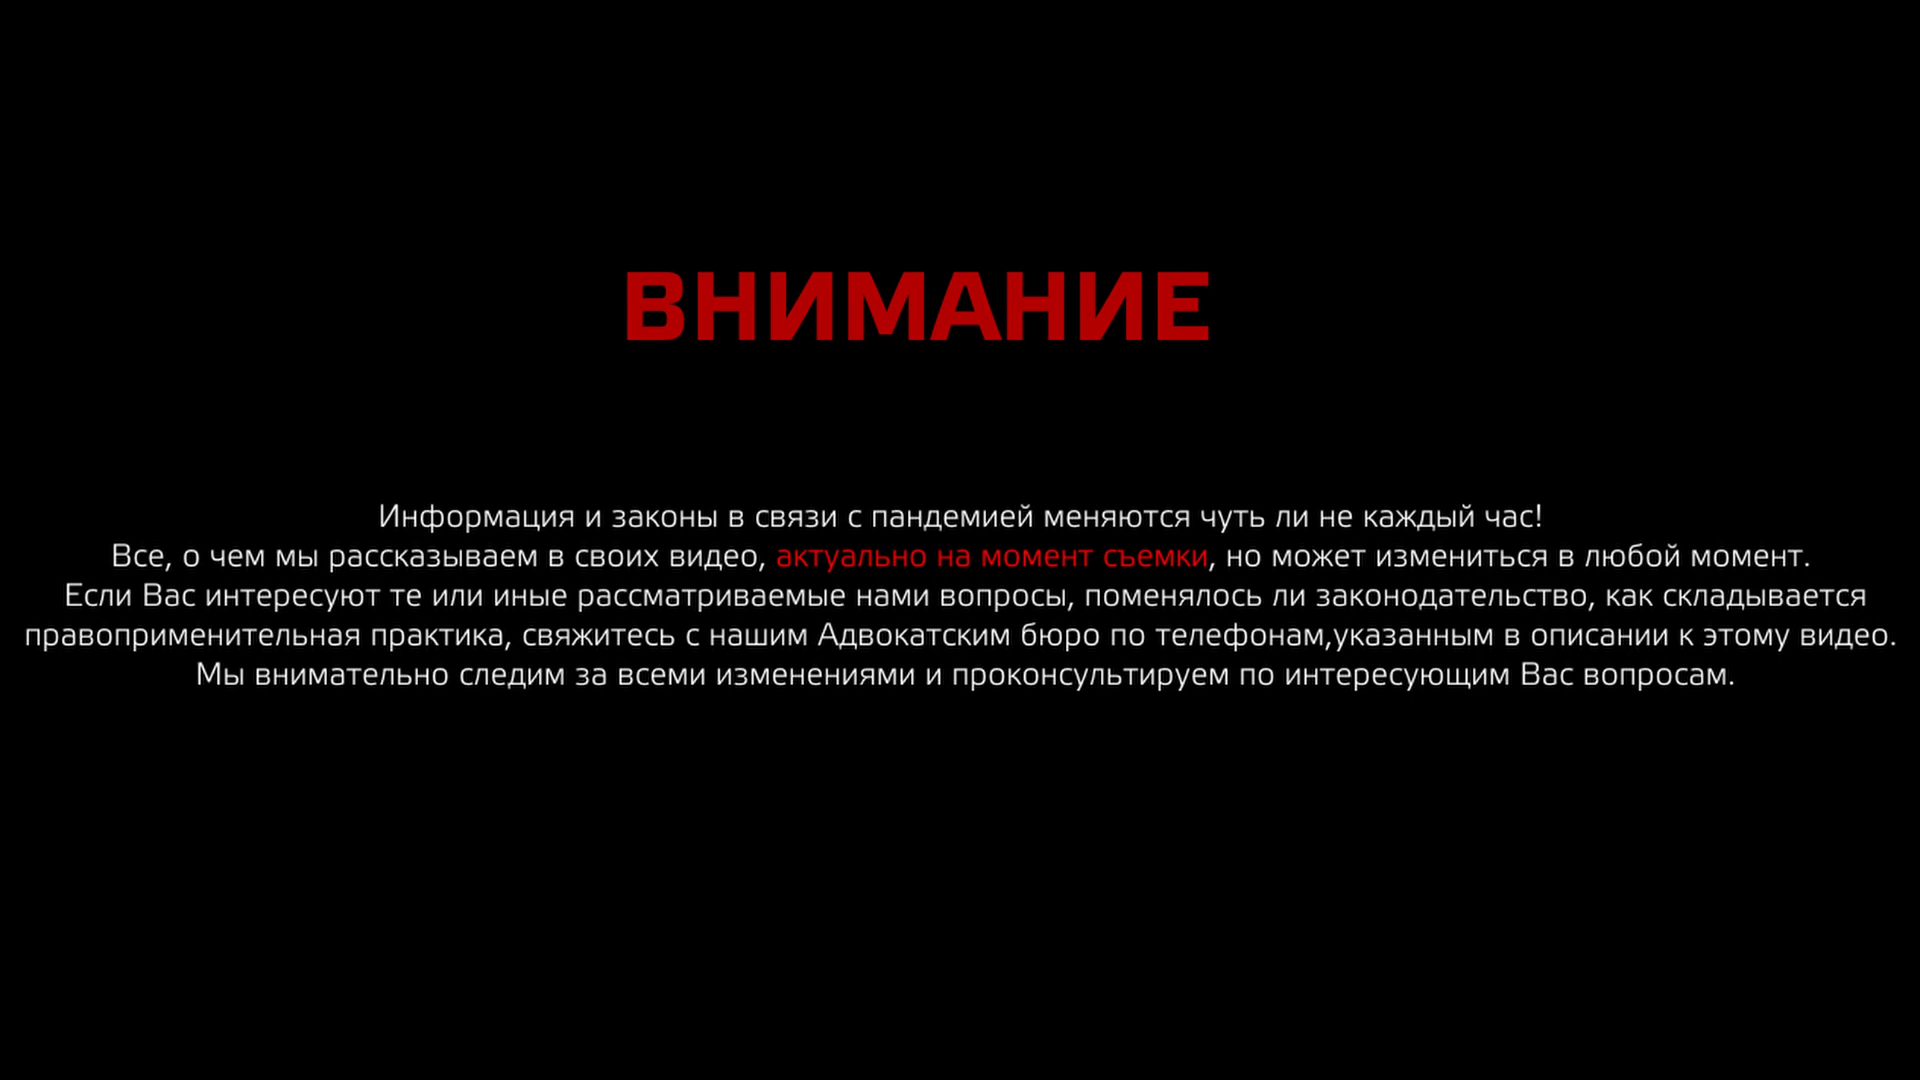 ВНИМАНИЕ
Информация и законы в связи с пандемией меняются чуть ли не каждый час!
Все, о чем мы рассказываем в своих видео, актуально на момент съемки, но может измениться в любой момент.
Если Вас интересуют те или иные рассматриваемые нами вопросы, поменялось ли законодательство, как складывается
правоприменительная практика, свяжитесь с нашим Адвокатским бюро по телефонам,указанным в описании к этому видео.
Мы внимательно следим за всеми изменениями и проконсультируем по интересующим Вас вопросам.